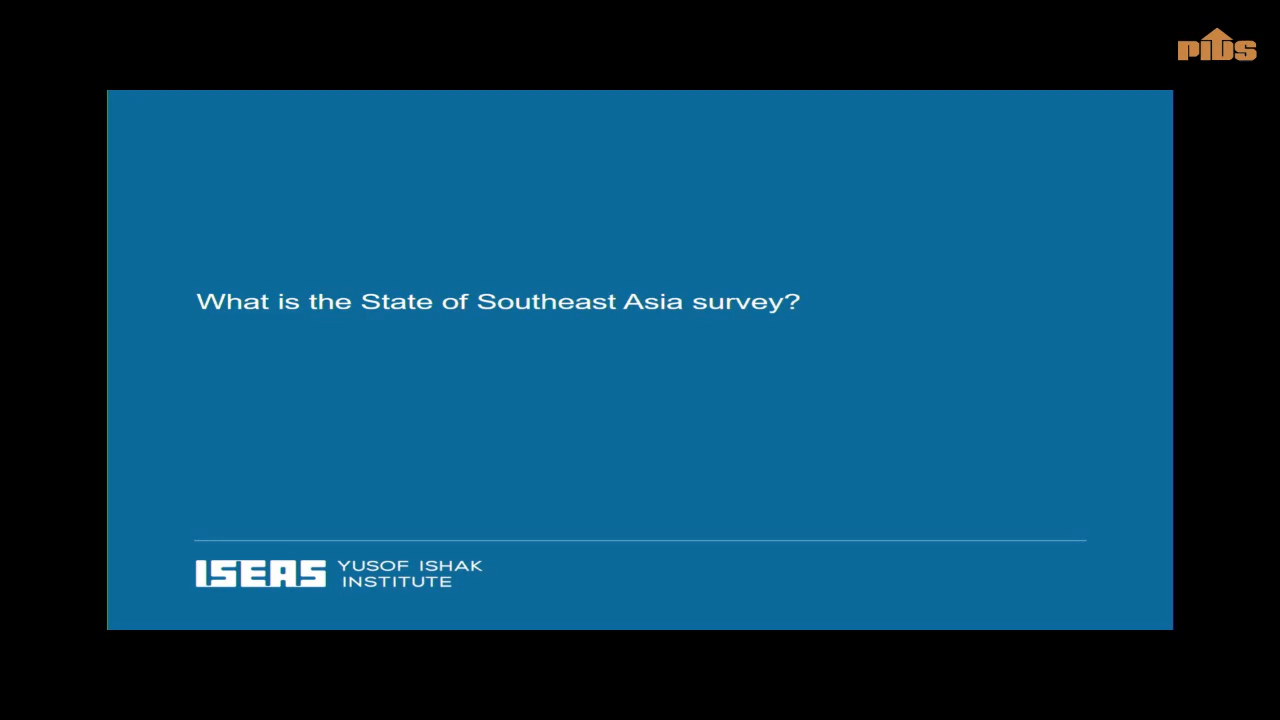 PIDS
What is the State of Southeast Asia survey?
ISEAS YUSOF ISHAK
INSTITUTE